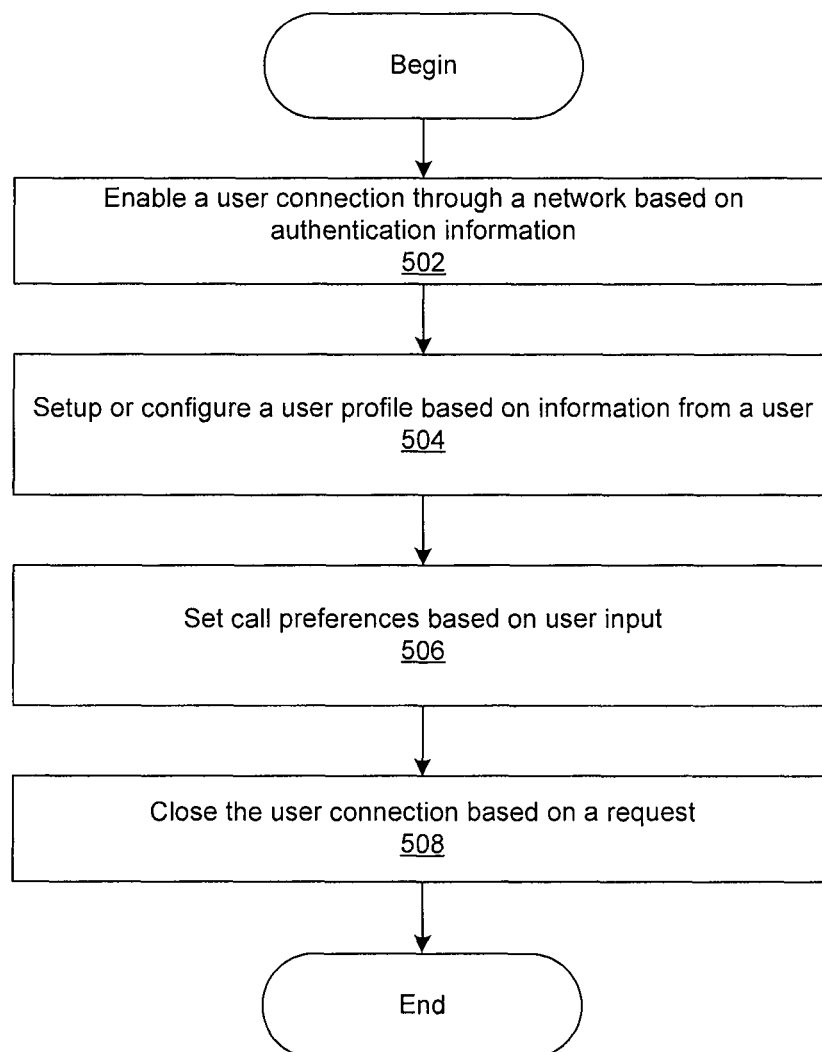 Begin
Enable a user connection through a network based on
authentication information
502
Setup or configure a user profile based on information from a user
504
Set call preferences based on user input
506
Close the user connection based on a request
508
End